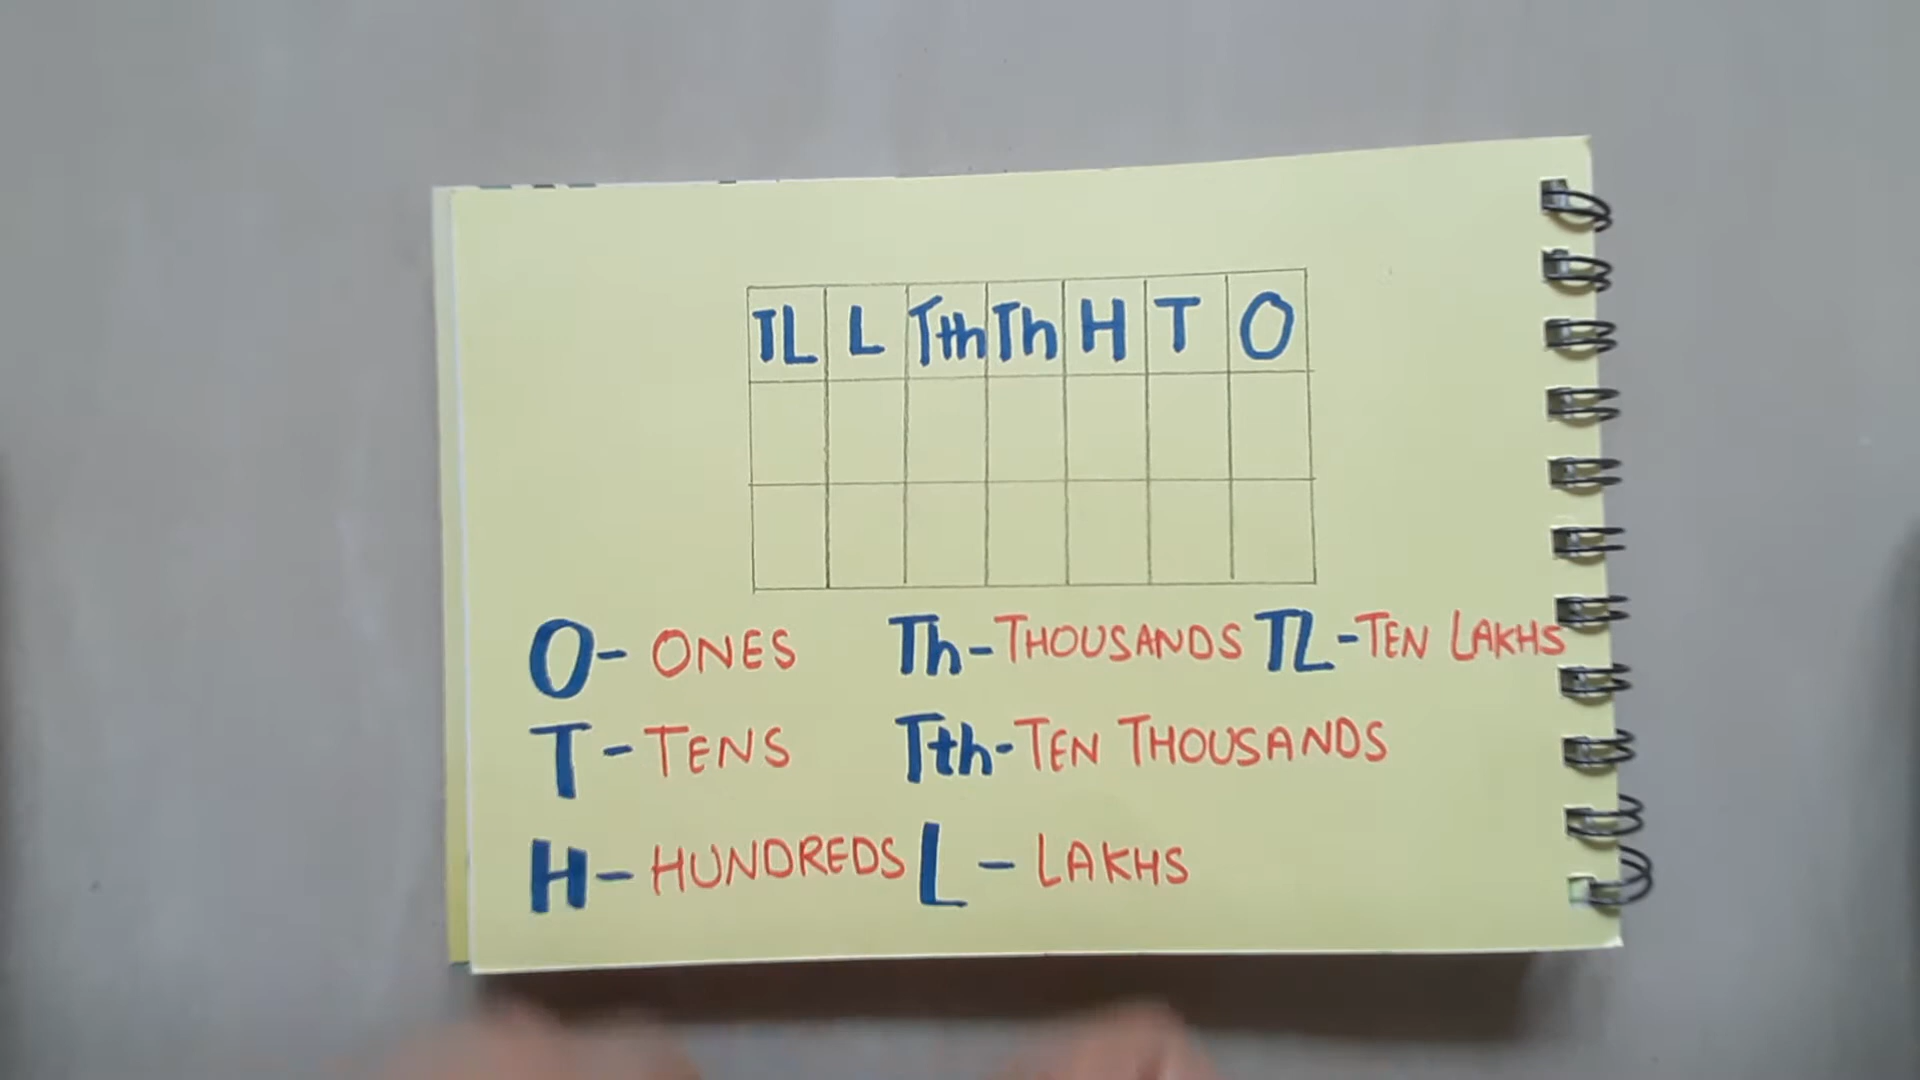 TL L Tth Th H T O
O- ONES Th-THOUSANDS TL-TEN LAKHS
T-TENS Tth-TEN THOUSANDS
H-HUNDREDS L-LAKHS